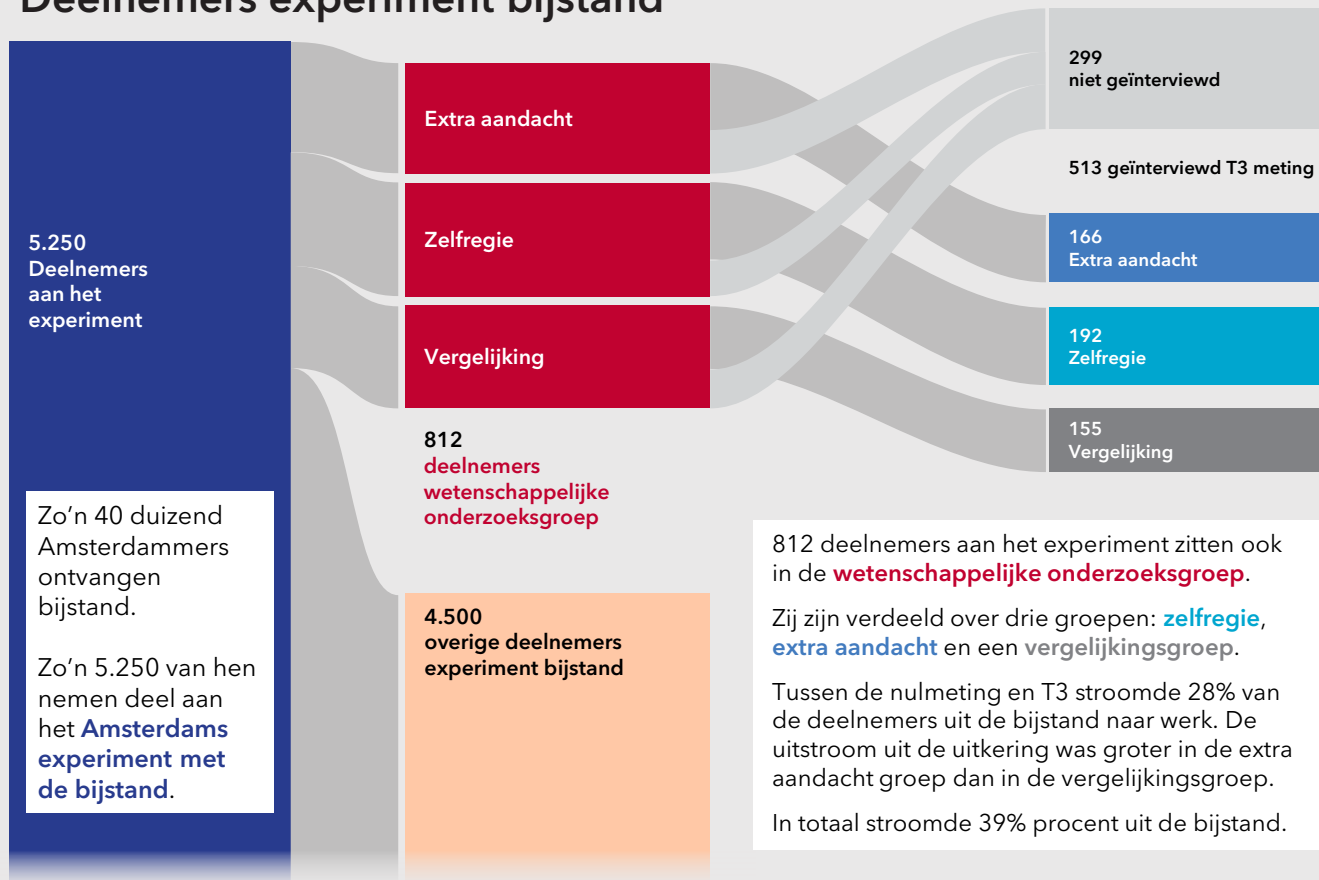 Deelnemers experiment bijstand
5.250
Deelnemers
aan het
experiment
Zo'n 40 duizend
Amsterdammers
ontvangen
bijstand.
Zo'n 5.250 van hen
nemen deel aan
het Amsterdams
experiment met
de bijstand.
Extra aandacht
Zelfregie
Vergelijking
812
deelnemers
wetenschappelijke
onderzoeksgroep
4.500
overige deelnemers
experiment bijstand
299
niet geïnterviewd
513 geïnterviewd T3 meting
166
Extra aandacht
192
Zelfregie
155
Vergelijking
812 deelnemers aan het experiment zitten ook
in de wetenschappelijke onderzoeksgroep.
Zij zijn verdeeld over drie groepen: zelfregie,
extra aandacht en een vergelijkingsgroep.
Tussen de nulmeting en T3 stroomde 28% van
de deelnemers uit de bijstand naar werk. De
uitstroom uit de uitkering was groter in de extra
aandacht groep dan in de vergelijkingsgroep.
In totaal stroomde 39% procent uit de bijstand.